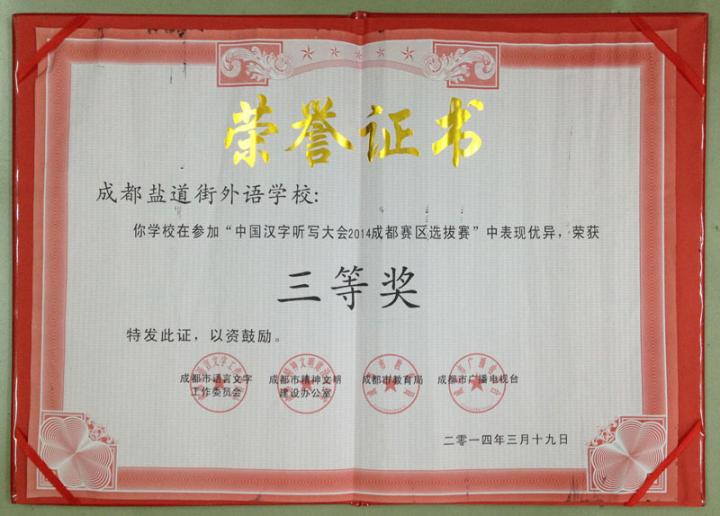 荣誉证书
成都盐道街外语学校:
你学校在参加“中国汉字听写大会2014成都赛区选拔赛”中表现优异,荣获
三等奖
特发此证,以资鼓励。
成都市语言文字 成都市精神文明 成都市教育局 成都市广播电视台
工作委员会 建设办公室
二零一四年三月十九日